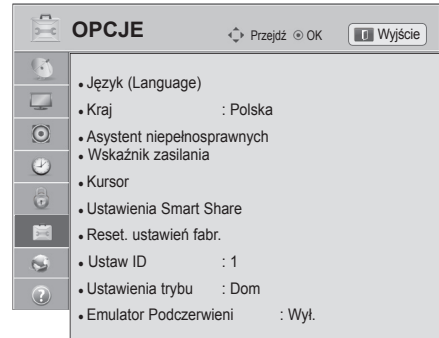 OPCJE
Przejdź OK Wyjście
• Język (Language)
• Kraj : Polska
• Asystent niepełnosprawnych
• Wskaźnik zasilania
• Kursor
• Ustawienia Smart Share
• Reset. ustawień fabr.
• Ustaw ID : 1
• Ustawienia trybu : Dom
• Emulator Podczerwieni : Wył.